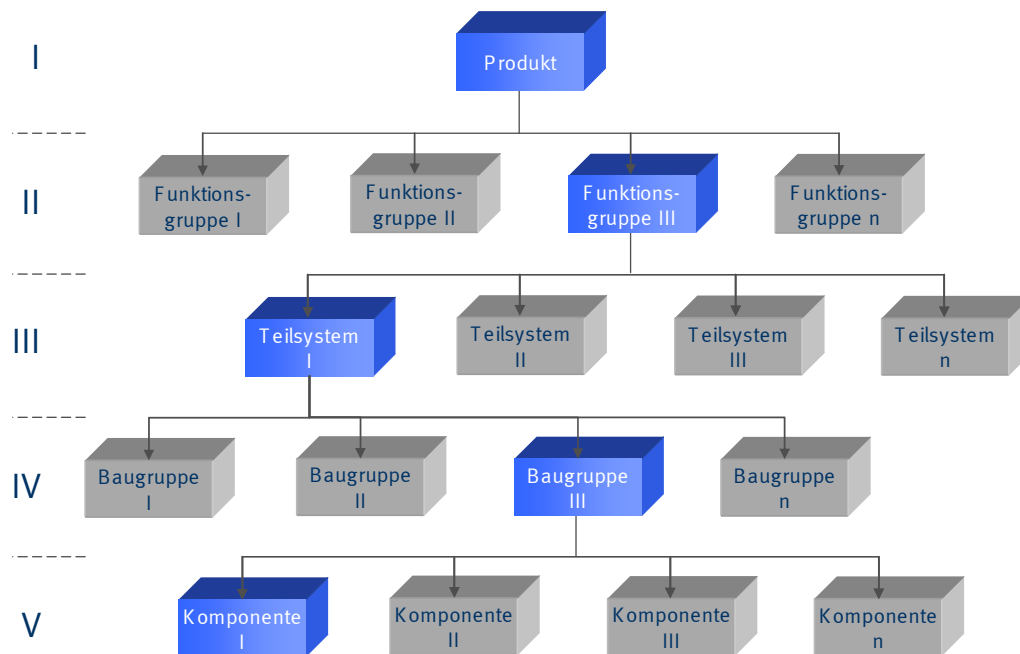 I
Produkt
II
Funktions-
gruppe I
Funktions-
gruppe II
Funktions-
gruppe III
Funktions-
gruppe n
III
Teilsystem
I
Teilsystem
II
Teilsystem
III
Teilsystem
n
IV
Baugruppe
I
Baugruppe
II
Baugruppe
III
Baugruppe
n
V
Komponente
I
Komponente
II
Komponente
III
Komponente
n